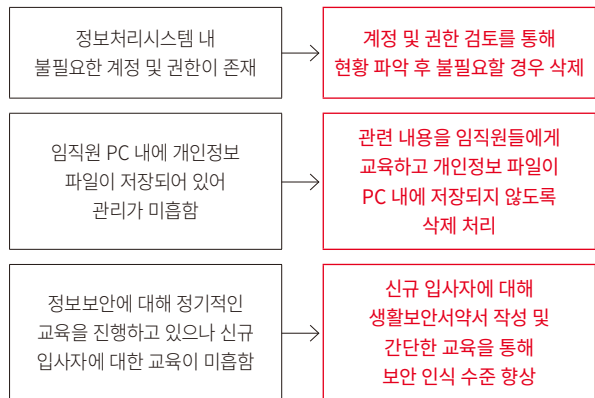 정보처리시스템 내
불필요한 계정 및 권한이 존재
계정 및 권한 검토를 통해
현황 파악 후 불필요할 경우 삭제
임직원 PC 내에 개인정보
파일이 저장되어 있어
관리가 미흡함
관련 내용을 임직원들에게
교육하고 개인정보 파일이
PC 내에 저장되지 않도록
삭제 처리
정보보안에 대해 정기적인
교육을 진행하고 있으나 신규
입사자에 대한 교육이 미흡함
신규 입사자에 대해
생활보안서약서 작성 및
간단한 교육을 통해
보안 인식 수준 향상